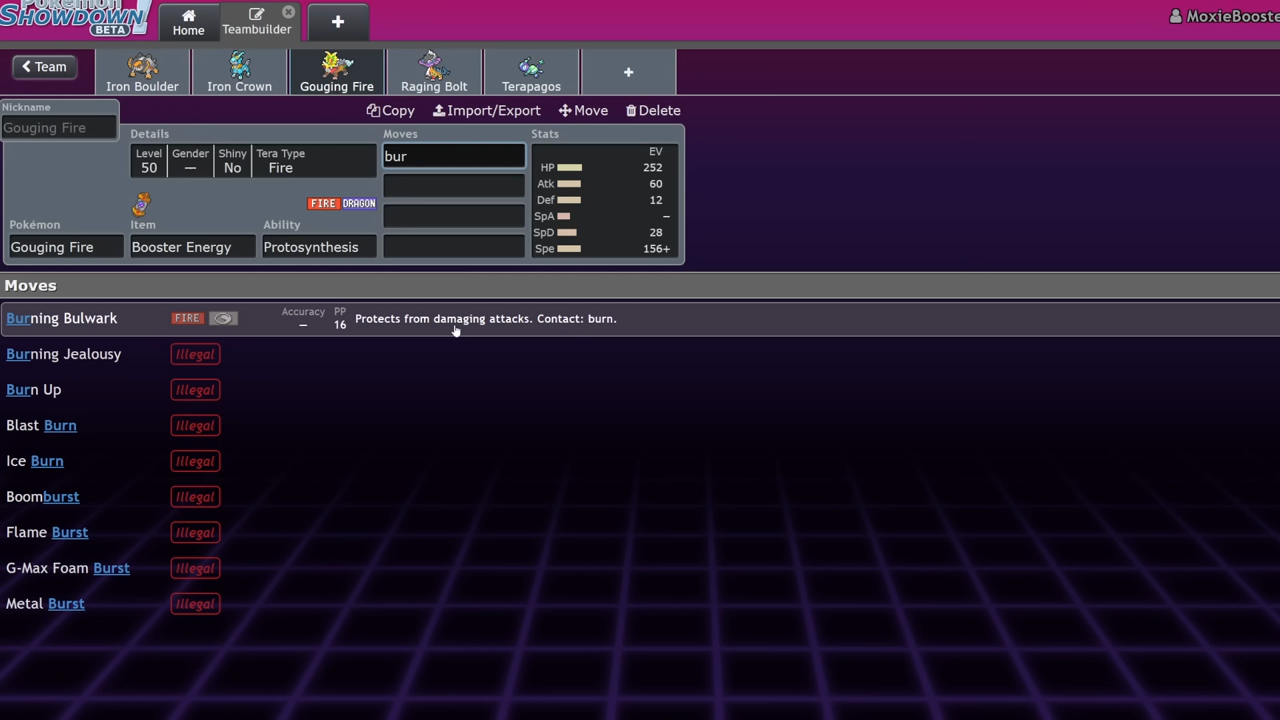 Pokémon
SHOWDOWN!
BETA
Home
Teambuilder
+
MoxieBooste
< Team
Iron Boulder
Iron Crown
Gouging Fire
Raging Bolt
Terapagos
+
Copy
Import/Export
Move
Delete
Nickname
Gouging Fire
Details
Level
50
Gender
—
Shiny
No
Tera Type
Fire
FIRE DRAGON
Pokémon
Gouging Fire
Item
Booster Energy
Ability
Protosynthesis
Moves
bur
Stats
EV
HP 252
Atk 60
Def 12
SpA –
SpD 28
Spe 156+
Moves
Burning Bulwark FIRE Accuracy — PP 16 Protects from damaging attacks. Contact: burn.
Burning Jealousy Illegal
Burn Up Illegal
Blast Burn Illegal
Ice Burn Illegal
Boomburst Illegal
Flame Burst Illegal
G-Max Foam Burst Illegal
Metal Burst Illegal